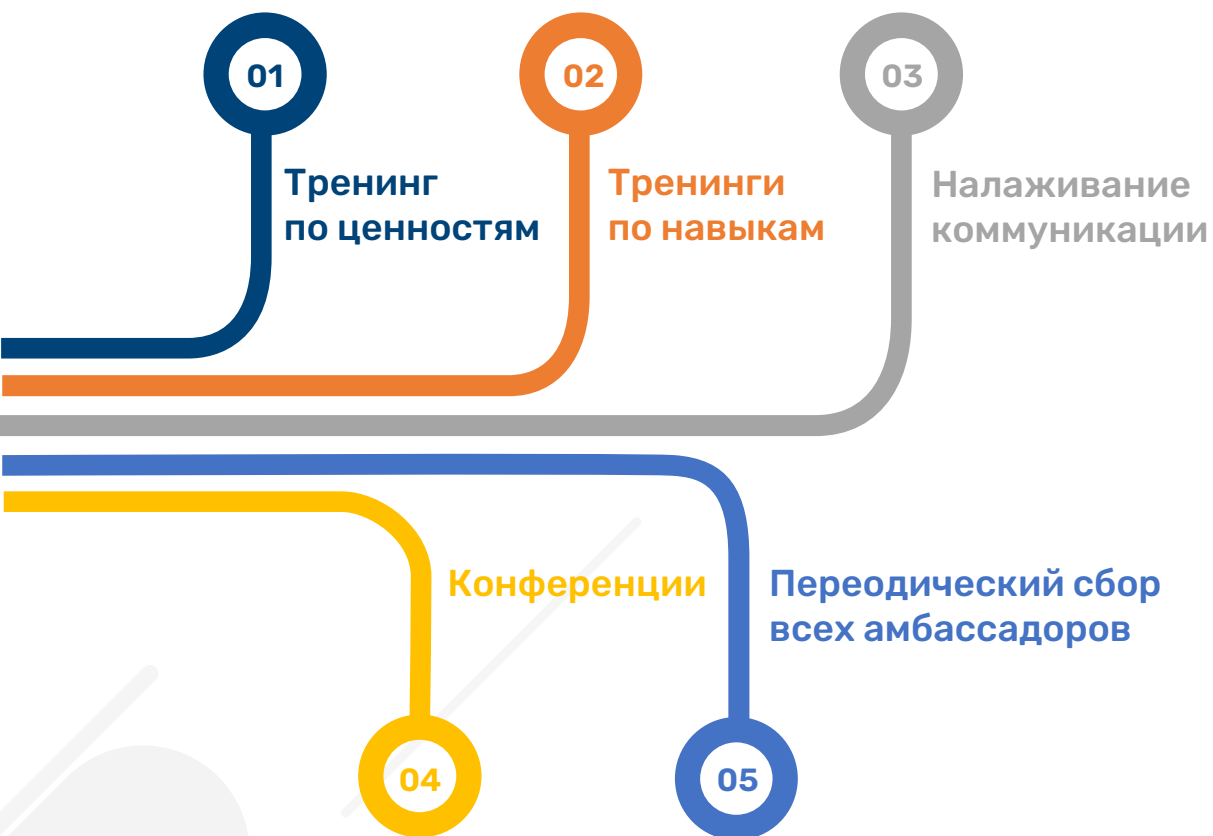 01
Тренинг
по ценностям
02
Тренинги
по навыкам
03
Налаживание
коммуникации
04
Конференции
05
Переодический сбор
всех амбассадоров